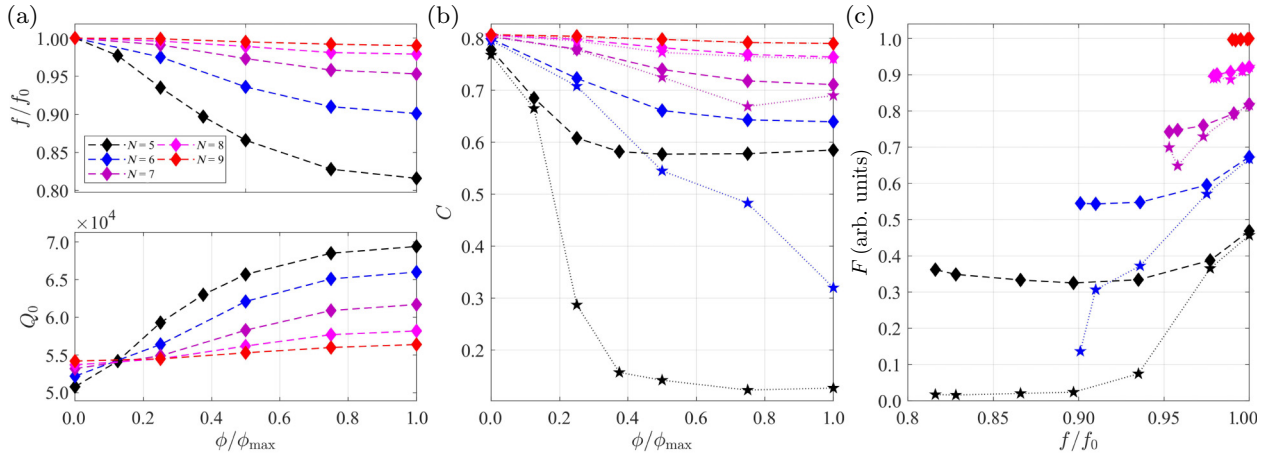 (a)
1.00
0.95
0.90
0.85
0.80
f/f₀
N = 5
N = 6
N = 7
N = 8
N = 9
×10⁴
7.0
6.5
6.0
5.5
5.0
Q₀
0.0 0.2 0.4 0.6 0.8 1.0
ϕ/ϕmax
(b)
0.8
0.7
0.6
0.5
0.4
0.3
0.2
0.1
C
0.0 0.2 0.4 0.6 0.8 1.0
ϕ/ϕmax
(c)
1.0
0.9
0.8
0.7
0.6
0.5
0.4
0.3
0.2
0.1
0.0
F (arb. units)
0.8 0.85 0.90 0.95 1.00
f/f₀